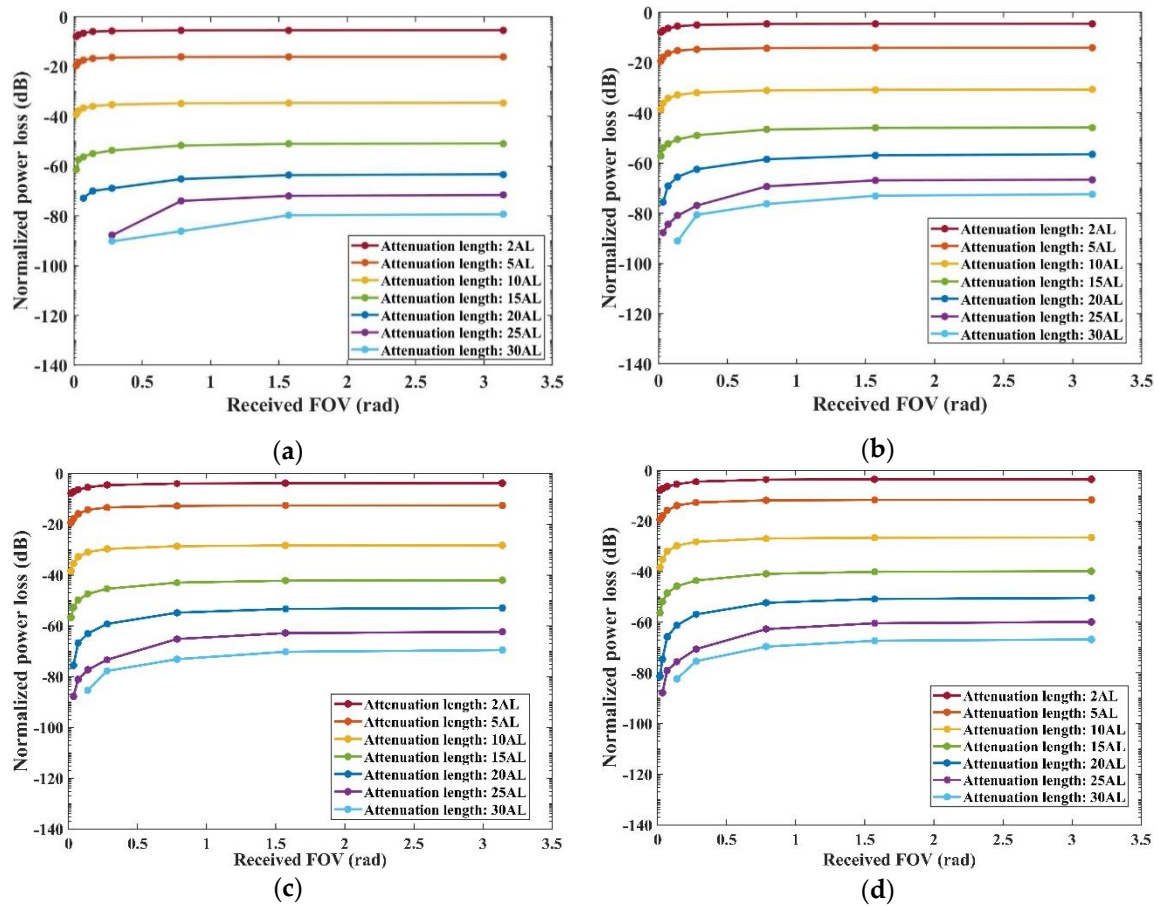 0
-20
-40
-60
-80
-100
-120
-140
Normalized power loss (dB)
Attenuation length: 2AL
Attenuation length: 5AL
Attenuation length: 10AL
Attenuation length: 15AL
Attenuation length: 20AL
Attenuation length: 25AL
Attenuation length: 30AL
0 0.5 1 1.5 2 2.5 3 3.5
Received FOV (rad)
(a)
0
-20
-40
-60
-80
-100
-120
-140
Normalized power loss (dB)
Attenuation length: 2AL
Attenuation length: 5AL
Attenuation length: 10AL
Attenuation length: 15AL
Attenuation length: 20AL
Attenuation length: 25AL
Attenuation length: 30AL
0 0.5 1 1.5 2 2.5 3 3.5
Received FOV (rad)
(b)
0
-20
-40
-60
-80
-100
-120
-140
Normalized power loss (dB)
Attenuation length: 2AL
Attenuation length: 5AL
Attenuation length: 10AL
Attenuation length: 15AL
Attenuation length: 20AL
Attenuation length: 25AL
Attenuation length: 30AL
0 0.5 1 1.5 2 2.5 3 3.5
Received FOV (rad)
(c)
0
-20
-40
-60
-80
-100
-120
-140
Normalized power loss (dB)
Attenuation length: 2AL
Attenuation length: 5AL
Attenuation length: 10AL
Attenuation length: 15AL
Attenuation length: 20AL
Attenuation length: 25AL
Attenuation length: 30AL
0 0.5 1 1.5 2 2.5 3 3.5
Received FOV (rad)
(d)